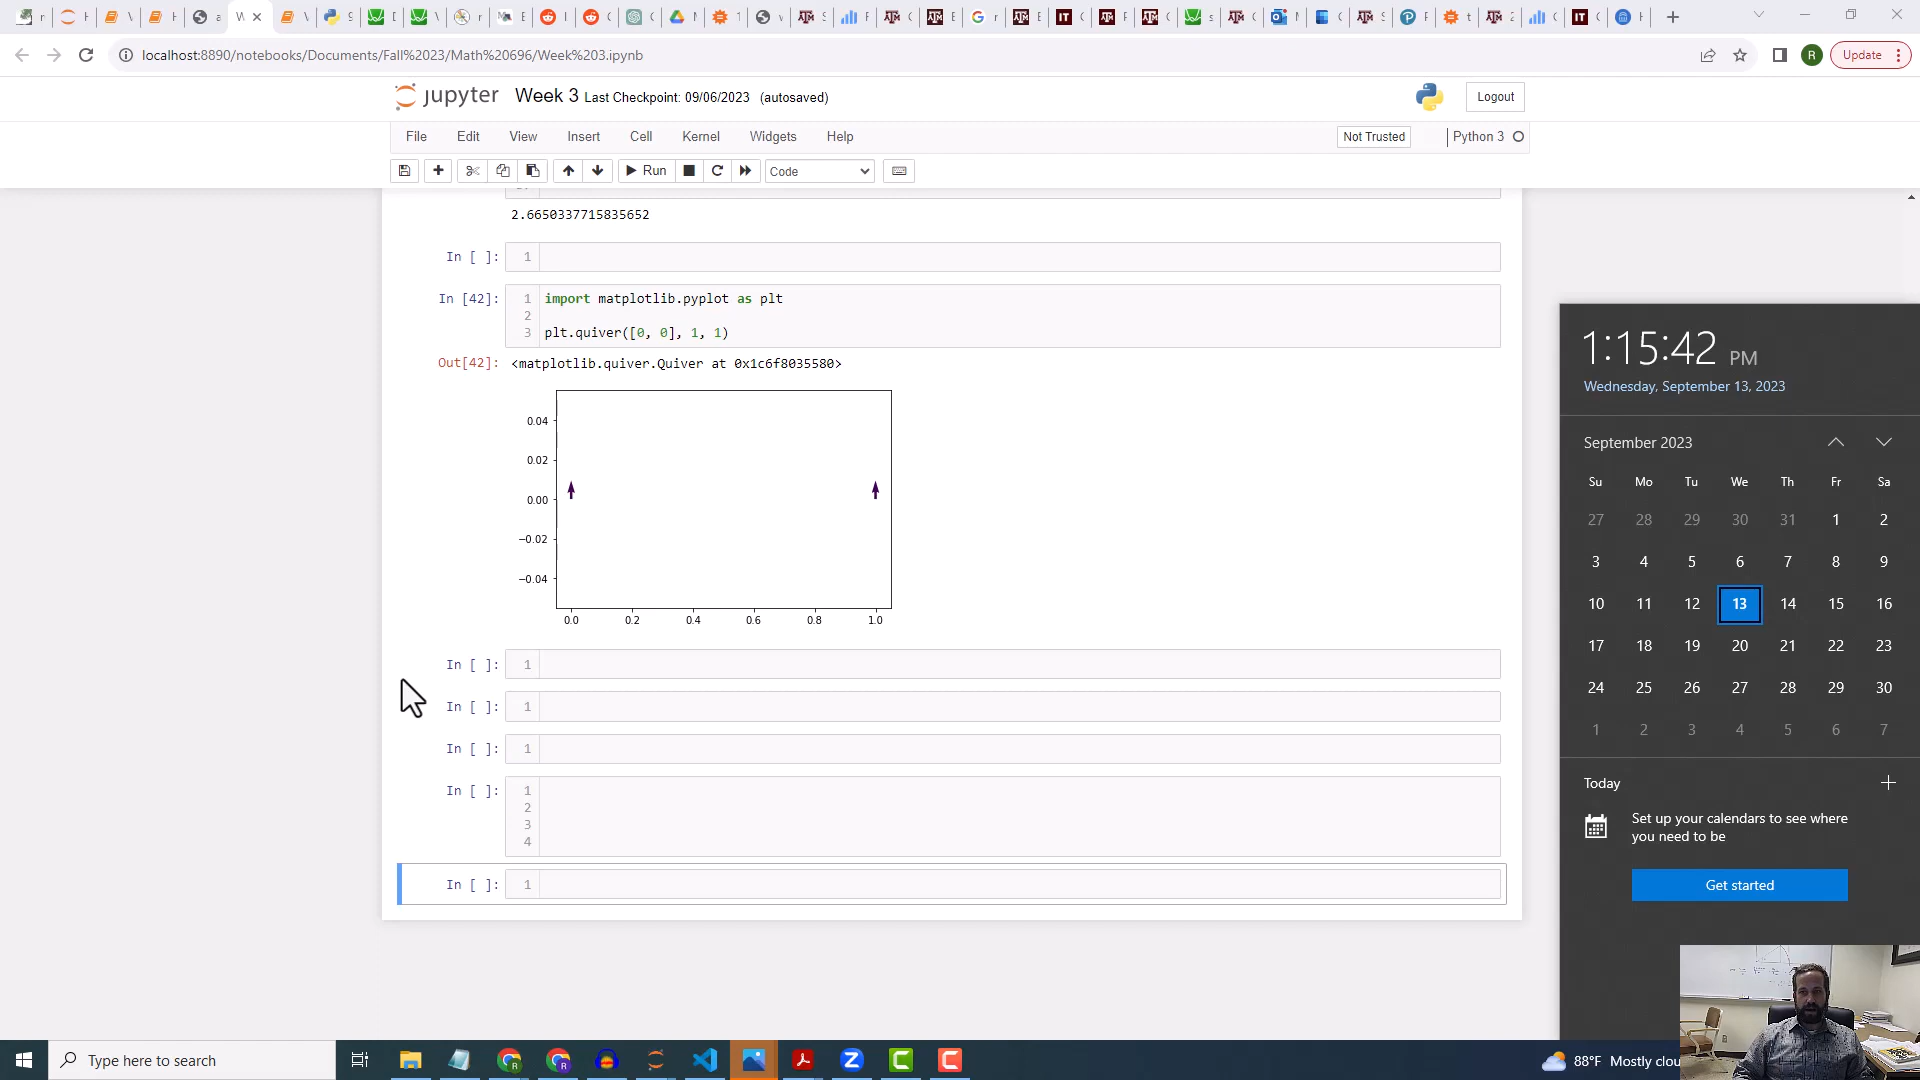 localhost:8890/notebooks/Documents/Fall%2023/Math%20696/Week%203.ipynb
R
Update
jupyter Week 3 Last Checkpoint: 09/06/2023 (autosaved)
Logout
File Edit View Insert Cell Kernel Widgets Help
Not Trusted
Python 3
Run
Code
2.6650337715835652
In [ ]: 1
In [42]: 1 import matplotlib.pyplot as plt
2
3 plt.quiver([0, 0], 1, 1)
Out[42]: <matplotlib.quiver.Quiver at 0x1c6f8035580>
0.04
0.02
0.00
−0.02
−0.04
0.0 0.2 0.4 0.6 0.8 1.0
In [ ]: 1
In [ ]: 1
In [ ]: 1
In [ ]: 1
2
3
4
In [ ]: 1
1:15:42 PM
Wednesday, September 13, 2023
September 2023
Su Mo Tu We Th Fr Sa
27 28 29 30 31 1 2
3 4 5 6 7 8 9
10 11 12 13 14 15 16
17 18 19 20 21 22 23
24 25 26 27 28 29 30
1 2 3 4 5 6 7
Today
Set up your calendars to see where
you need to be
Get started
Type here to search
88°F Mostly clou